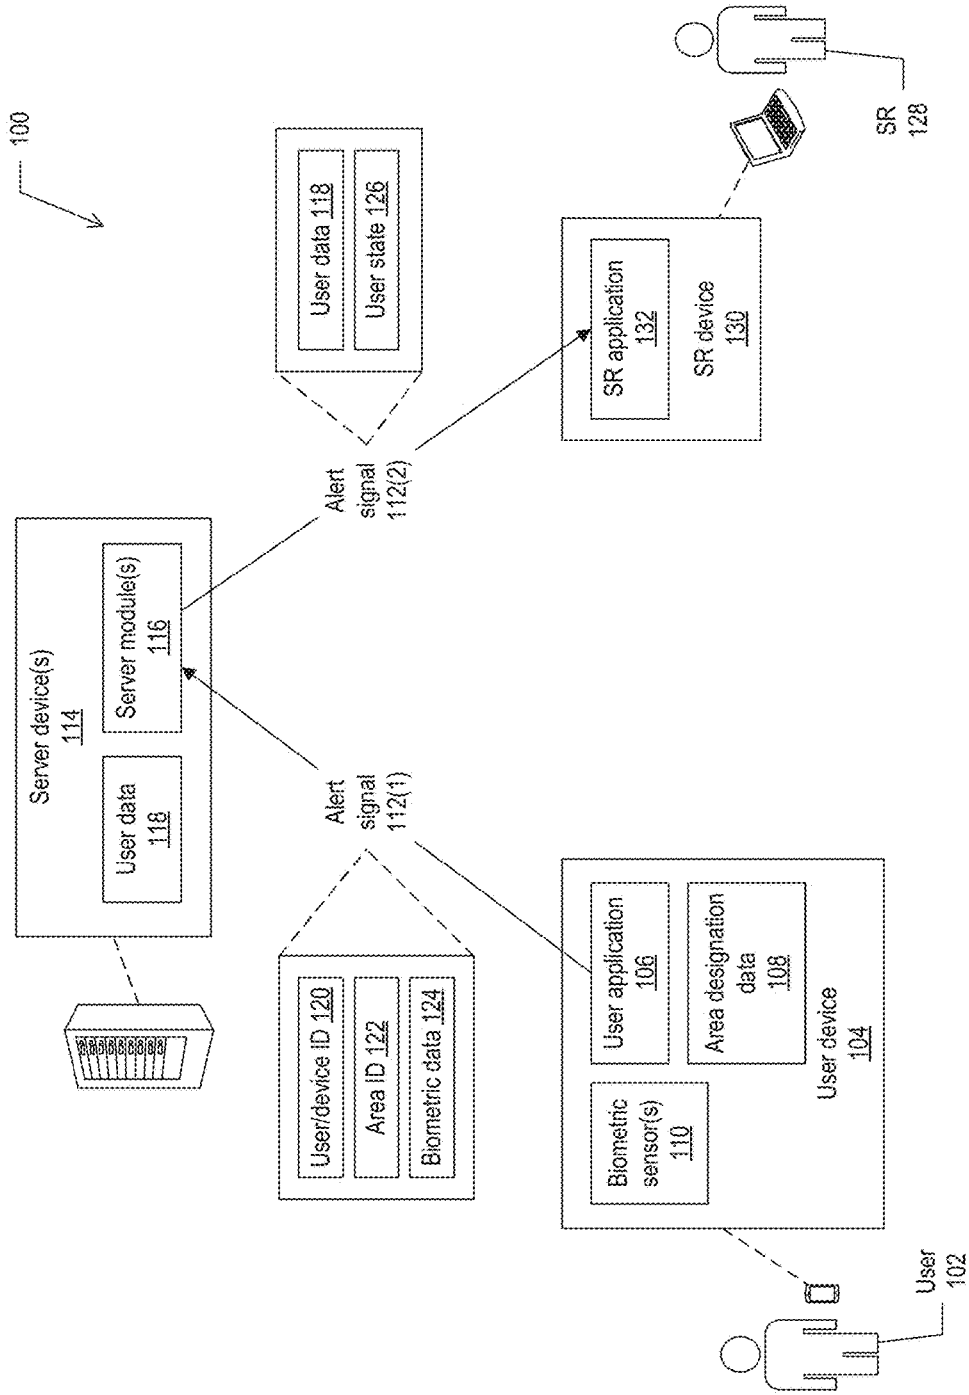 100
Server device(s)
114
User data
118
Server module(s)
116
User/device ID 120
Area ID 122
Biometric data 124
Alert
signal
112(1)
Alert
signal
112(2)
User data 118
User state 126
Biometric
sensor(s)
110
User application
106
Area designation
data
108
User device
104
SR application
132
SR device
130
User
102
SR
128